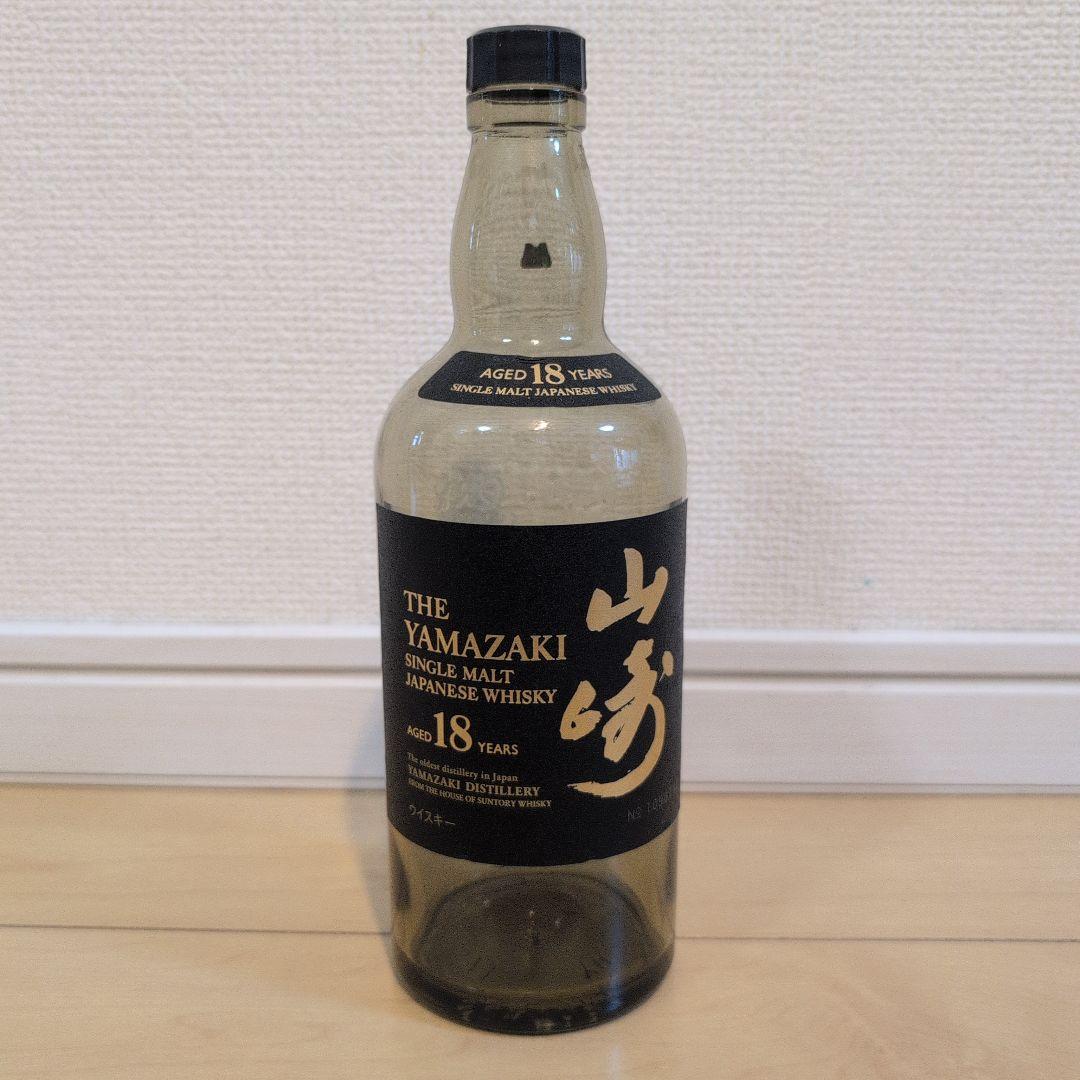 AGED 18 YEARS
SINGLE MALT JAPANESE WHISKY
THE
YAMAZAKI
SINGLE MALT
JAPANESE WHISKY
AGED 18 YEARS
The oldest distillery in Japan
YAMAZAKI DISTILLERY
FROM THE HOUSE OF SUNTORY WHISKY
ウイスキー
山崎